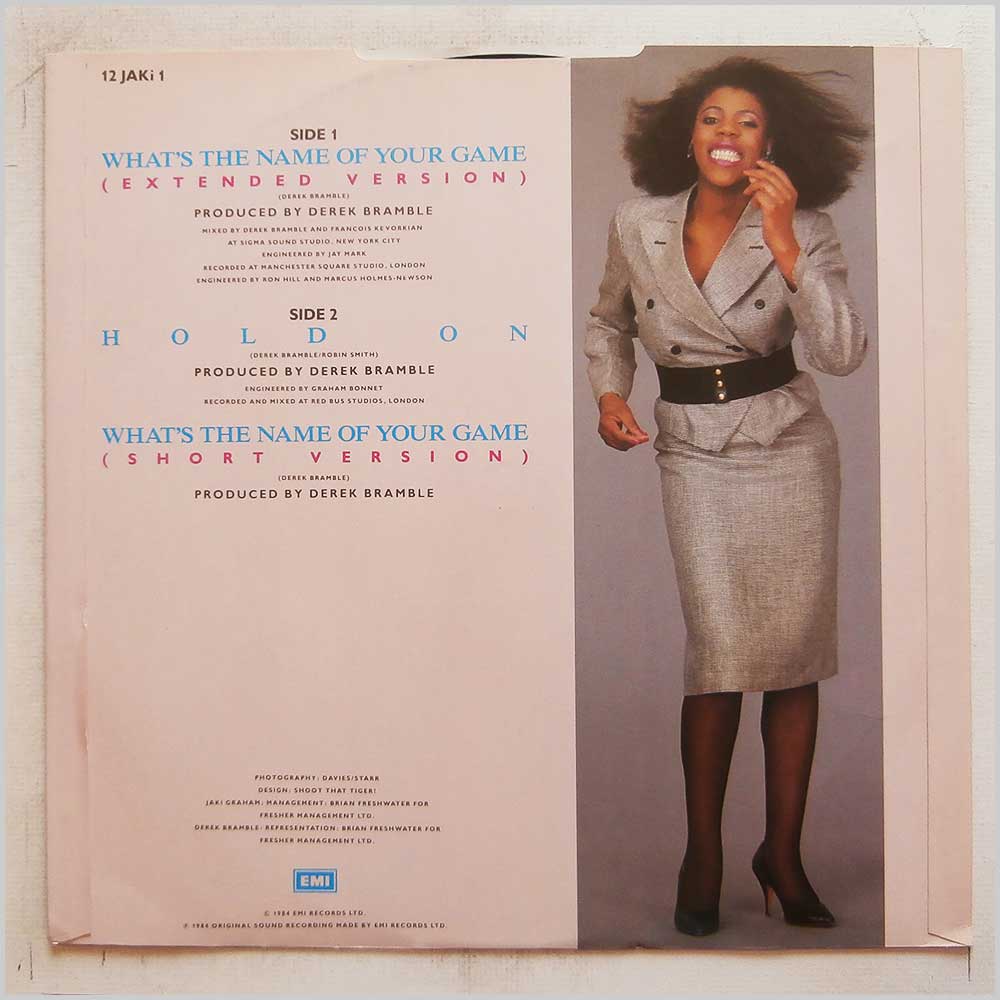 12 JAKi 1
SIDE 1
WHAT'S THE NAME OF YOUR GAME
(EXTENDED VERSION)
(DEREK BRAMBLE)
PRODUCED BY DEREK BRAMBLE
MIXED BY DEREK BRAMBLE AND FRANCOIS KEVORKIAN
AT SIGMA SOUND STUDIO, NEW YORK CITY
ENGINEERED BY JAY MARK
RECORDED AT MANCHESTER SQUARE STUDIO, LONDON
ENGINEERED BY RON HILL AND MARCUS HOLMES-NEWSON
SIDE 2
HOLD ON
(DEREK BRAMBLE/ROBIN SMITH)
PRODUCED BY DEREK BRAMBLE
ENGINEERED BY GRAHAM BONNET
RECORDED AND MIXED AT RED BUS STUDIOS, LONDON
WHAT'S THE NAME OF YOUR GAME
(SHORT VERSION)
(DEREK BRAMBLE)
PRODUCED BY DEREK BRAMBLE
PHOTOGRAPHY: DAVIES/STARR
DESIGN: SHOOT THAT TIGER!
JAKI GRAHAM: MANAGEMENT: BRIAN FRESHWATER FOR
FRESHER MANAGEMENT LTD.
DEREK BRAMBLE: REPRESENTATION: BRIAN FRESHWATER FOR
FRESHER MANAGEMENT LTD.
EMI
© 1984 EMI RECORDS LTD.
℗ 1984 ORIGINAL SOUND RECORDING MADE BY EMI RECORDS LTD.